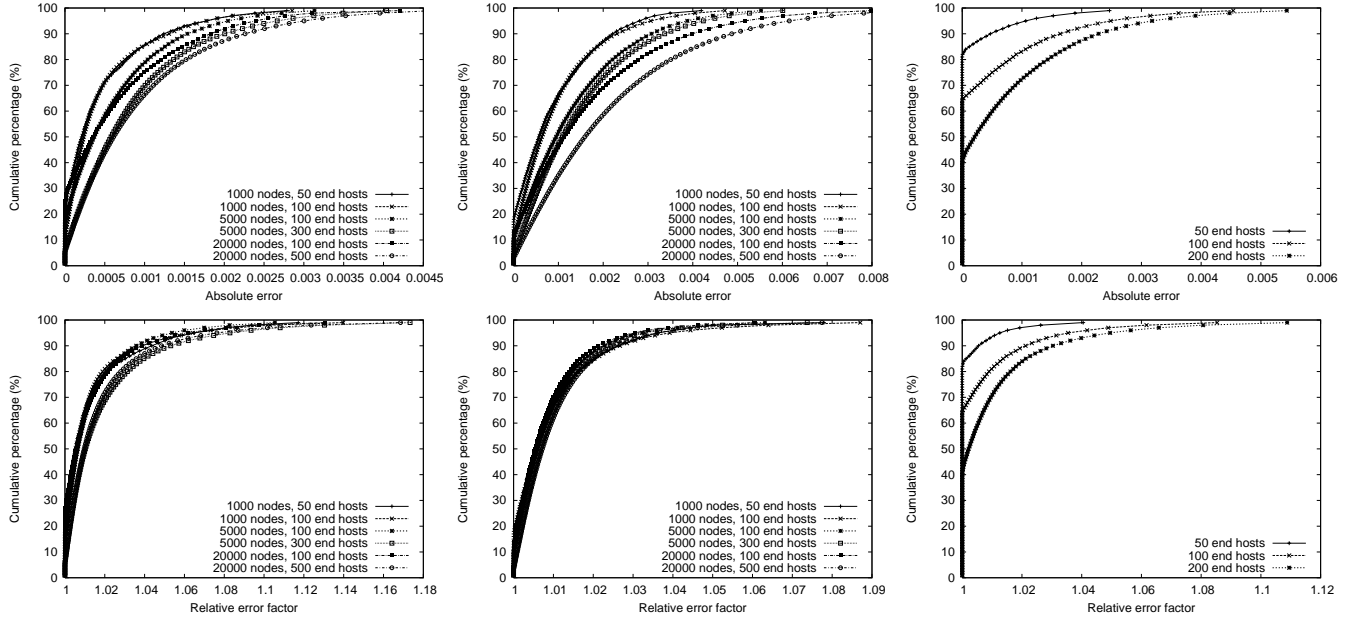 100
90
80
70
60
50
40
30
20
10
0
Cumulative percentage (%)
1000 nodes, 50 end hosts
1000 nodes, 100 end hosts
5000 nodes, 100 end hosts
5000 nodes, 300 end hosts
20000 nodes, 100 end hosts
20000 nodes, 500 end hosts
0 0.0005 0.001 0.0015 0.002 0.0025 0.003 0.0035 0.004 0.0045
Absolute error
100
90
80
70
60
50
40
30
20
10
0
Cumulative percentage (%)
1000 nodes, 50 end hosts
1000 nodes, 100 end hosts
5000 nodes, 100 end hosts
5000 nodes, 300 end hosts
20000 nodes, 100 end hosts
20000 nodes, 500 end hosts
0 0.001 0.002 0.003 0.004 0.005 0.006 0.007 0.008
Absolute error
100
90
80
70
60
50
40
30
20
10
0
Cumulative percentage (%)
50 end hosts
100 end hosts
200 end hosts
0 0.001 0.002 0.003 0.004 0.005 0.006
Absolute error
100
90
80
70
60
50
40
30
20
10
0
Cumulative percentage (%)
1000 nodes, 50 end hosts
1000 nodes, 100 end hosts
5000 nodes, 100 end hosts
5000 nodes, 300 end hosts
20000 nodes, 100 end hosts
20000 nodes, 500 end hosts
1 1.02 1.04 1.06 1.08 1.1 1.12 1.14 1.16 1.18
Relative error factor
100
90
80
70
60
50
40
30
20
10
0
Cumulative percentage (%)
1000 nodes, 50 end hosts
1000 nodes, 100 end hosts
5000 nodes, 100 end hosts
5000 nodes, 300 end hosts
20000 nodes, 100 end hosts
20000 nodes, 500 end hosts
1 1.01 1.02 1.03 1.04 1.05 1.06 1.07 1.08 1.09
Relative error factor
100
90
80
70
60
50
40
30
20
10
0
Cumulative percentage (%)
50 end hosts
100 end hosts
200 end hosts
1 1.02 1.04 1.06 1.08 1.1 1.12
Relative error factor